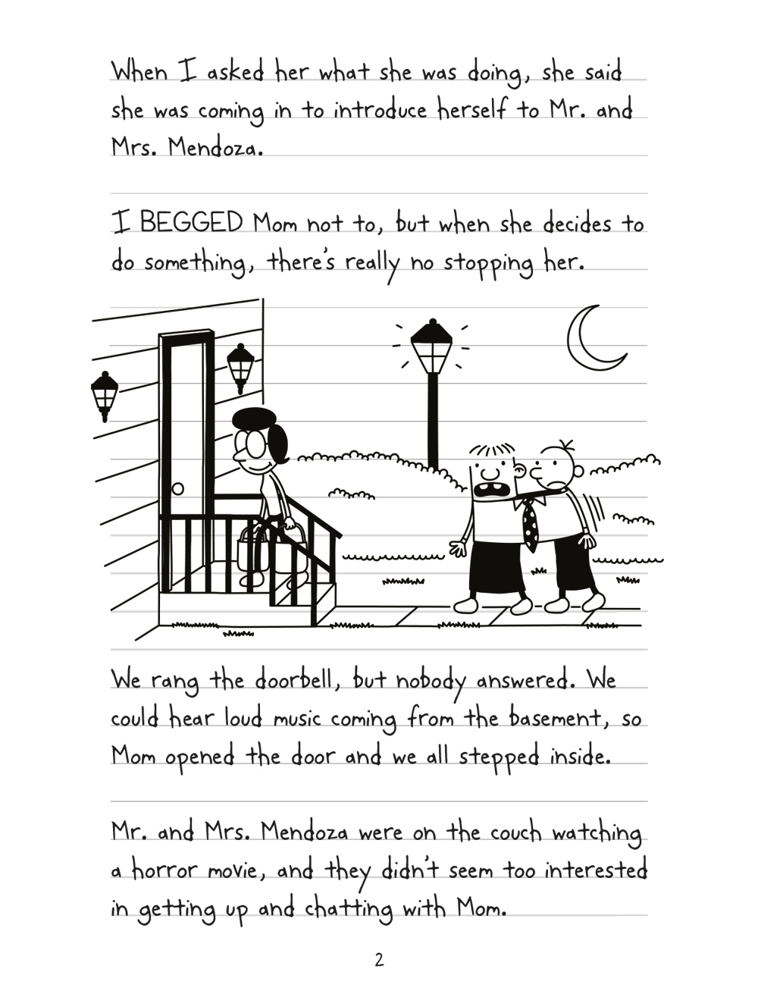 When I asked her what she was doing, she said
she was coming in to introduce herself to Mr. and
Mrs. Mendoza.
I BEGGED Mom not to, but when she decides to
do something, there's really no stopping her.
We rang the doorbell, but nobody answered. We
could hear loud music coming from the basement, so
Mom opened the door and we all stepped inside.
Mr. and Mrs. Mendoza were on the couch watching
a horror movie, and they didn't seem too interested
in getting up and chatting with Mom.
2